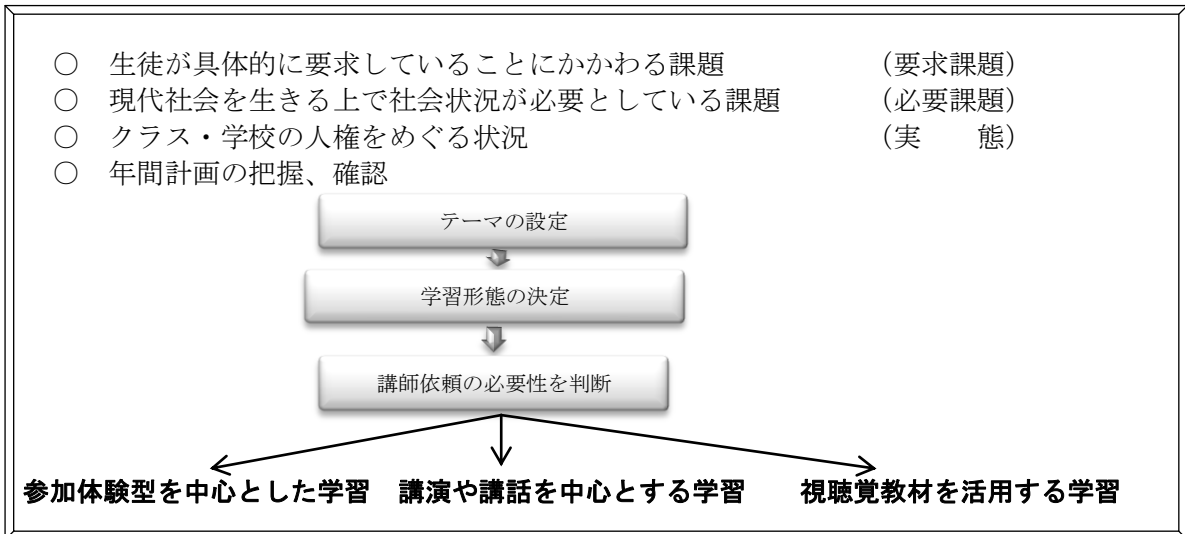 ○ 生徒が具体的に要求していることにかかわる課題 （要求課題）
○ 現代社会を生きる上で社会状況が必要としている課題 （必要課題）
○ クラス・学校の人権をめぐる状況 （実　　態）
○ 年間計画の把握、確認
テーマの設定
学習形態の決定
講師依頼の必要性を判断
参加体験型を中心とした学習 講演や講話を中心とする学習 視聴覚教材を活用する学習